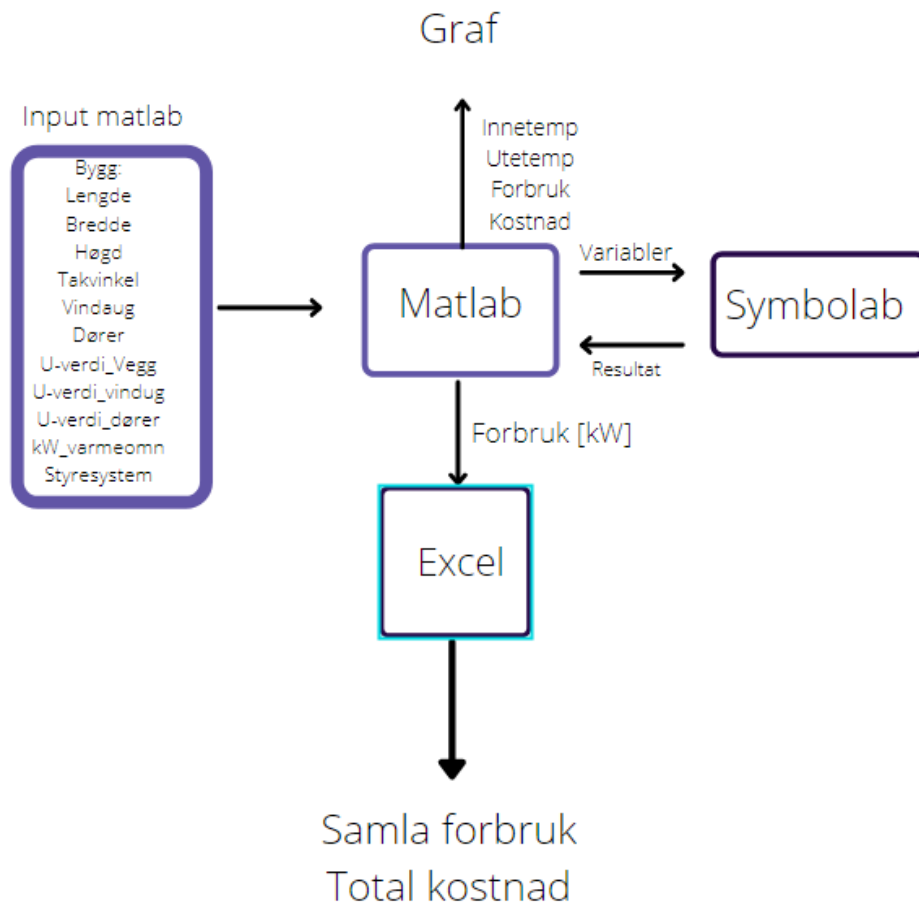 Graf
Input matlab
Bygg:
Lengde
Bredde
Høgd
Takvinkel
Vindaug
Dører
U-verdi_Vegg
U-verdi_vindug
U-verdi_dører
kW_varmeomn
Styresystem
Innetemp
Utetemp
Forbruk
Kostnad
Matlab
Variabler
Symbolab
Resultat
Forbruk [kW]
Excel
Samla forbruk
Total kostnad